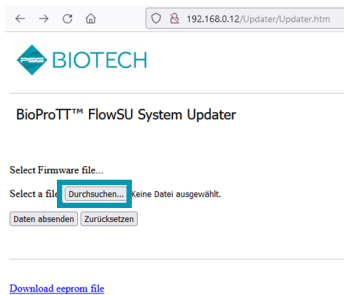 192.168.0.12/Updater/Updater.htm
PSG BIOTECH
BioProTT™ FlowSU System Updater
Select Firmware file...
Select a file Durchsuchen... Keine Datei ausgewählt.
Daten absenden Zurücksetzen
Download eeprom file